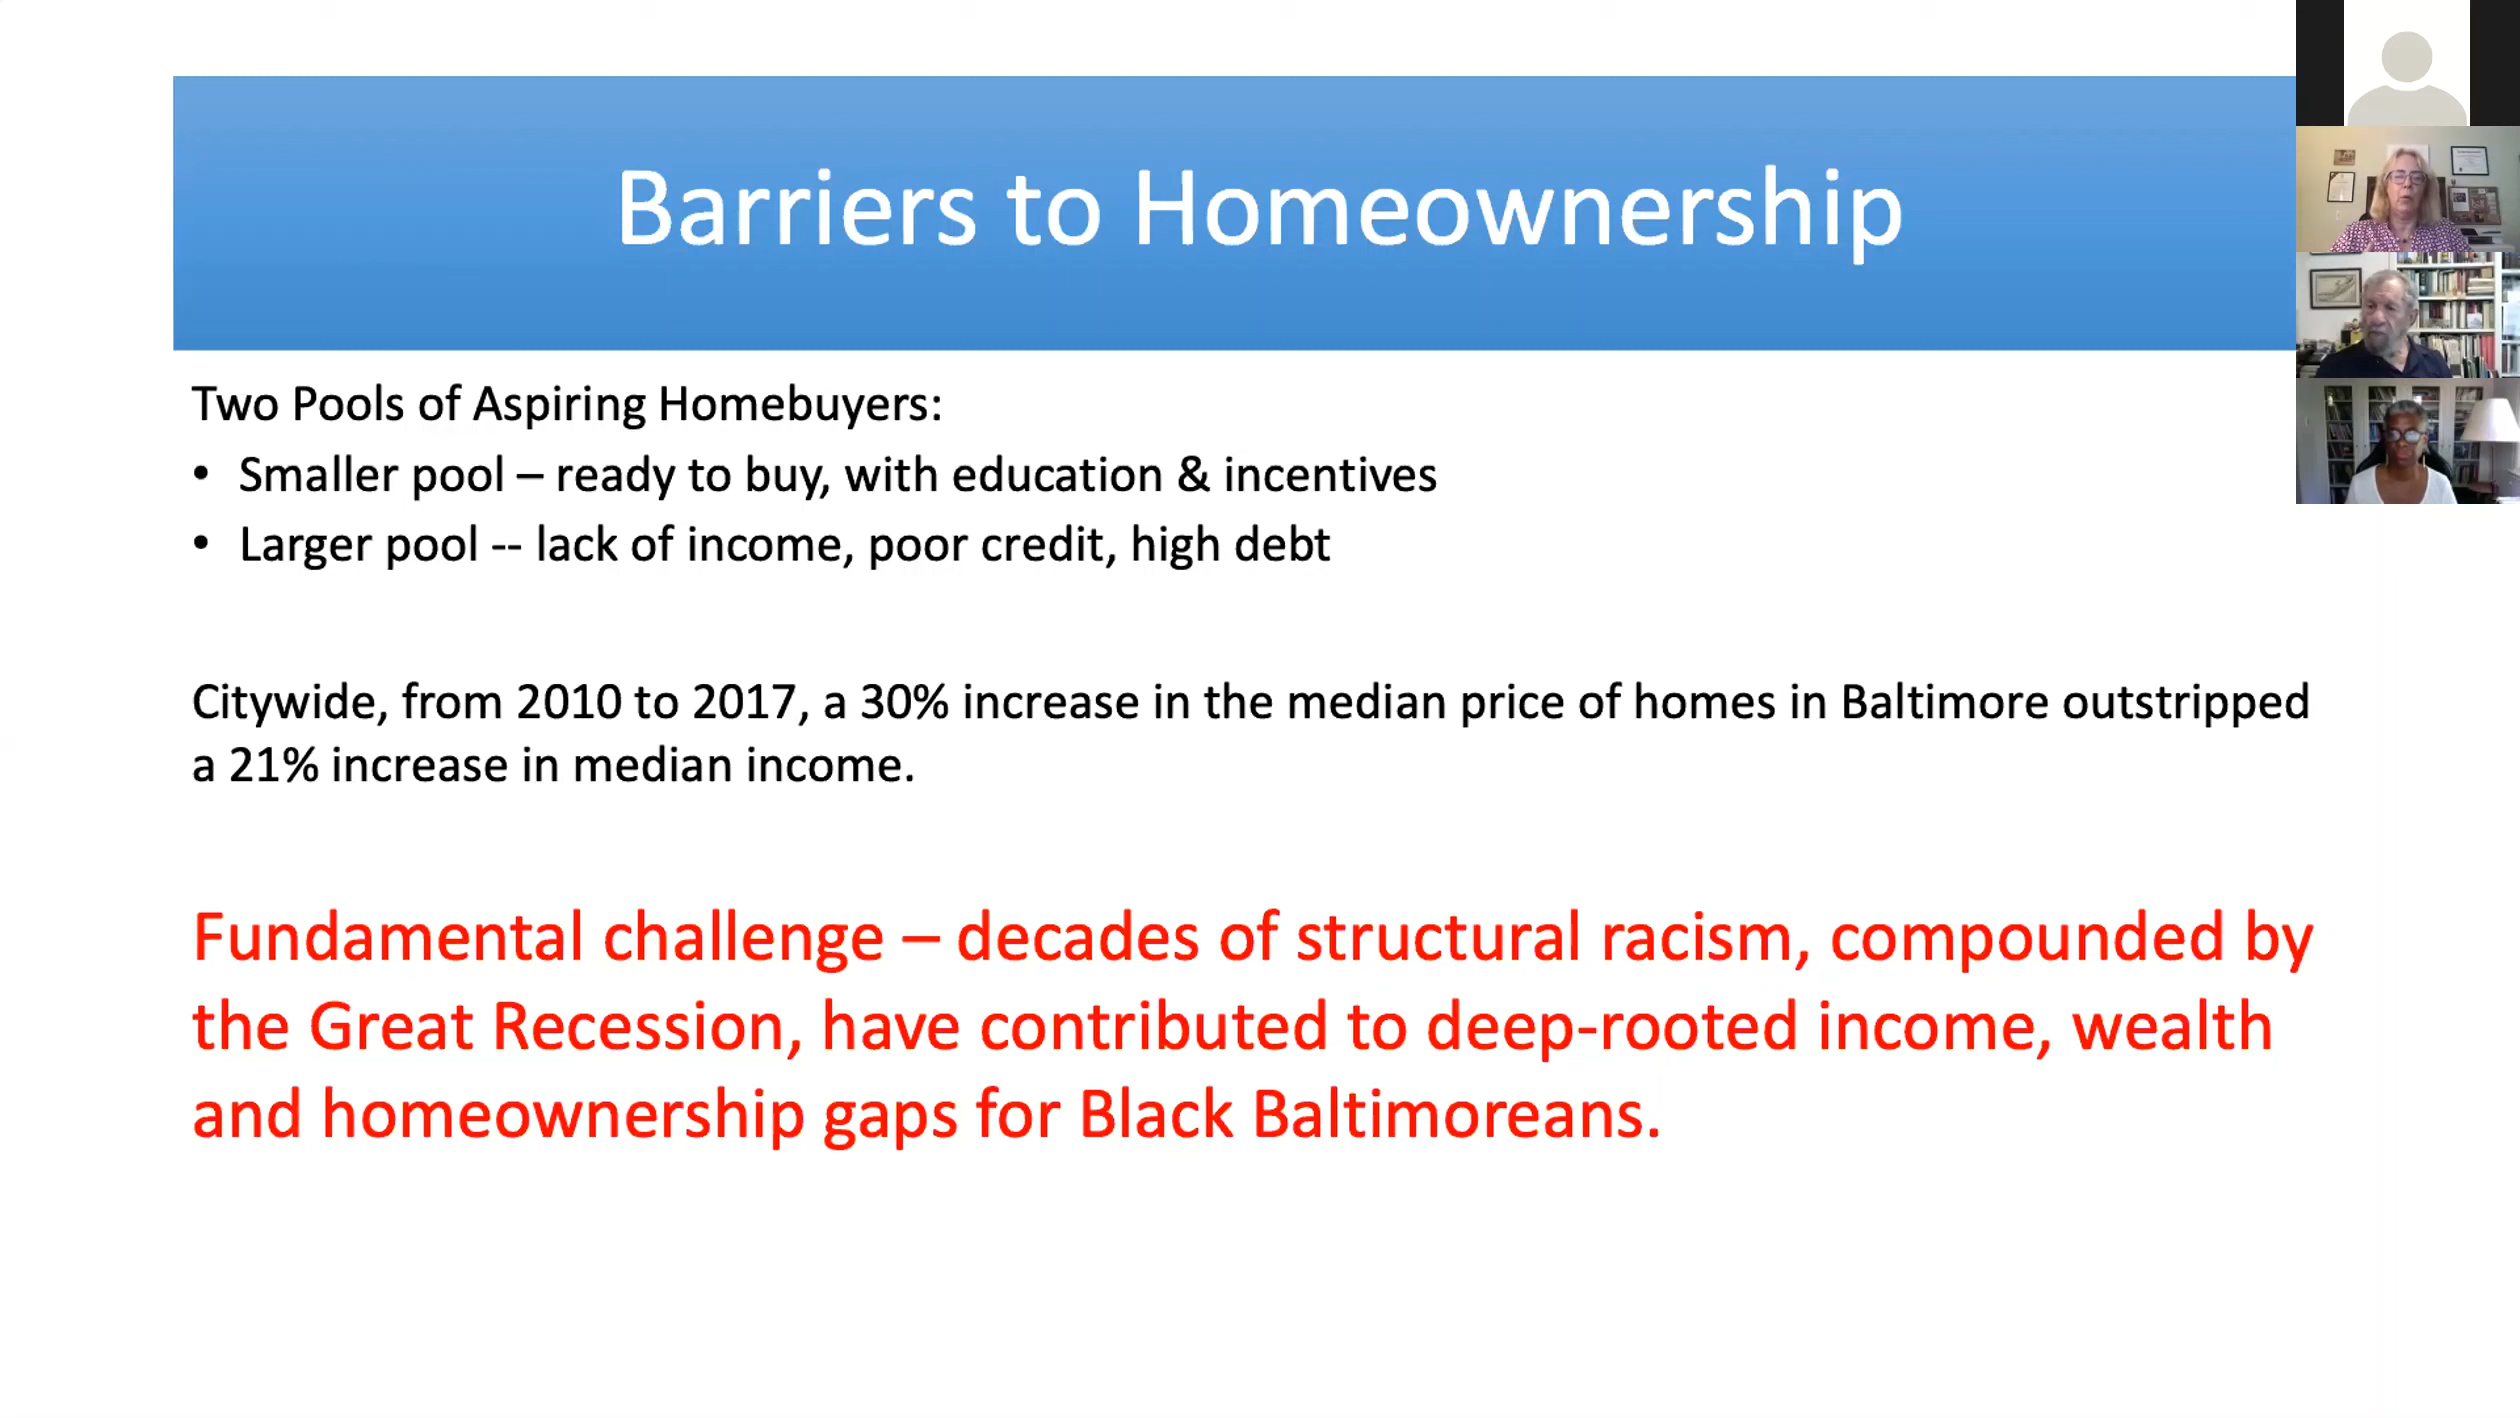 Barriers to Homeownership
Two Pools of Aspiring Homebuyers:
• Smaller pool – ready to buy, with education & incentives
• Larger pool -- lack of income, poor credit, high debt
Citywide, from 2010 to 2017, a 30% increase in the median price of homes in Baltimore outstripped
a 21% increase in median income.
Fundamental challenge – decades of structural racism, compounded by
the Great Recession, have contributed to deep-rooted income, wealth
and homeownership gaps for Black Baltimoreans.